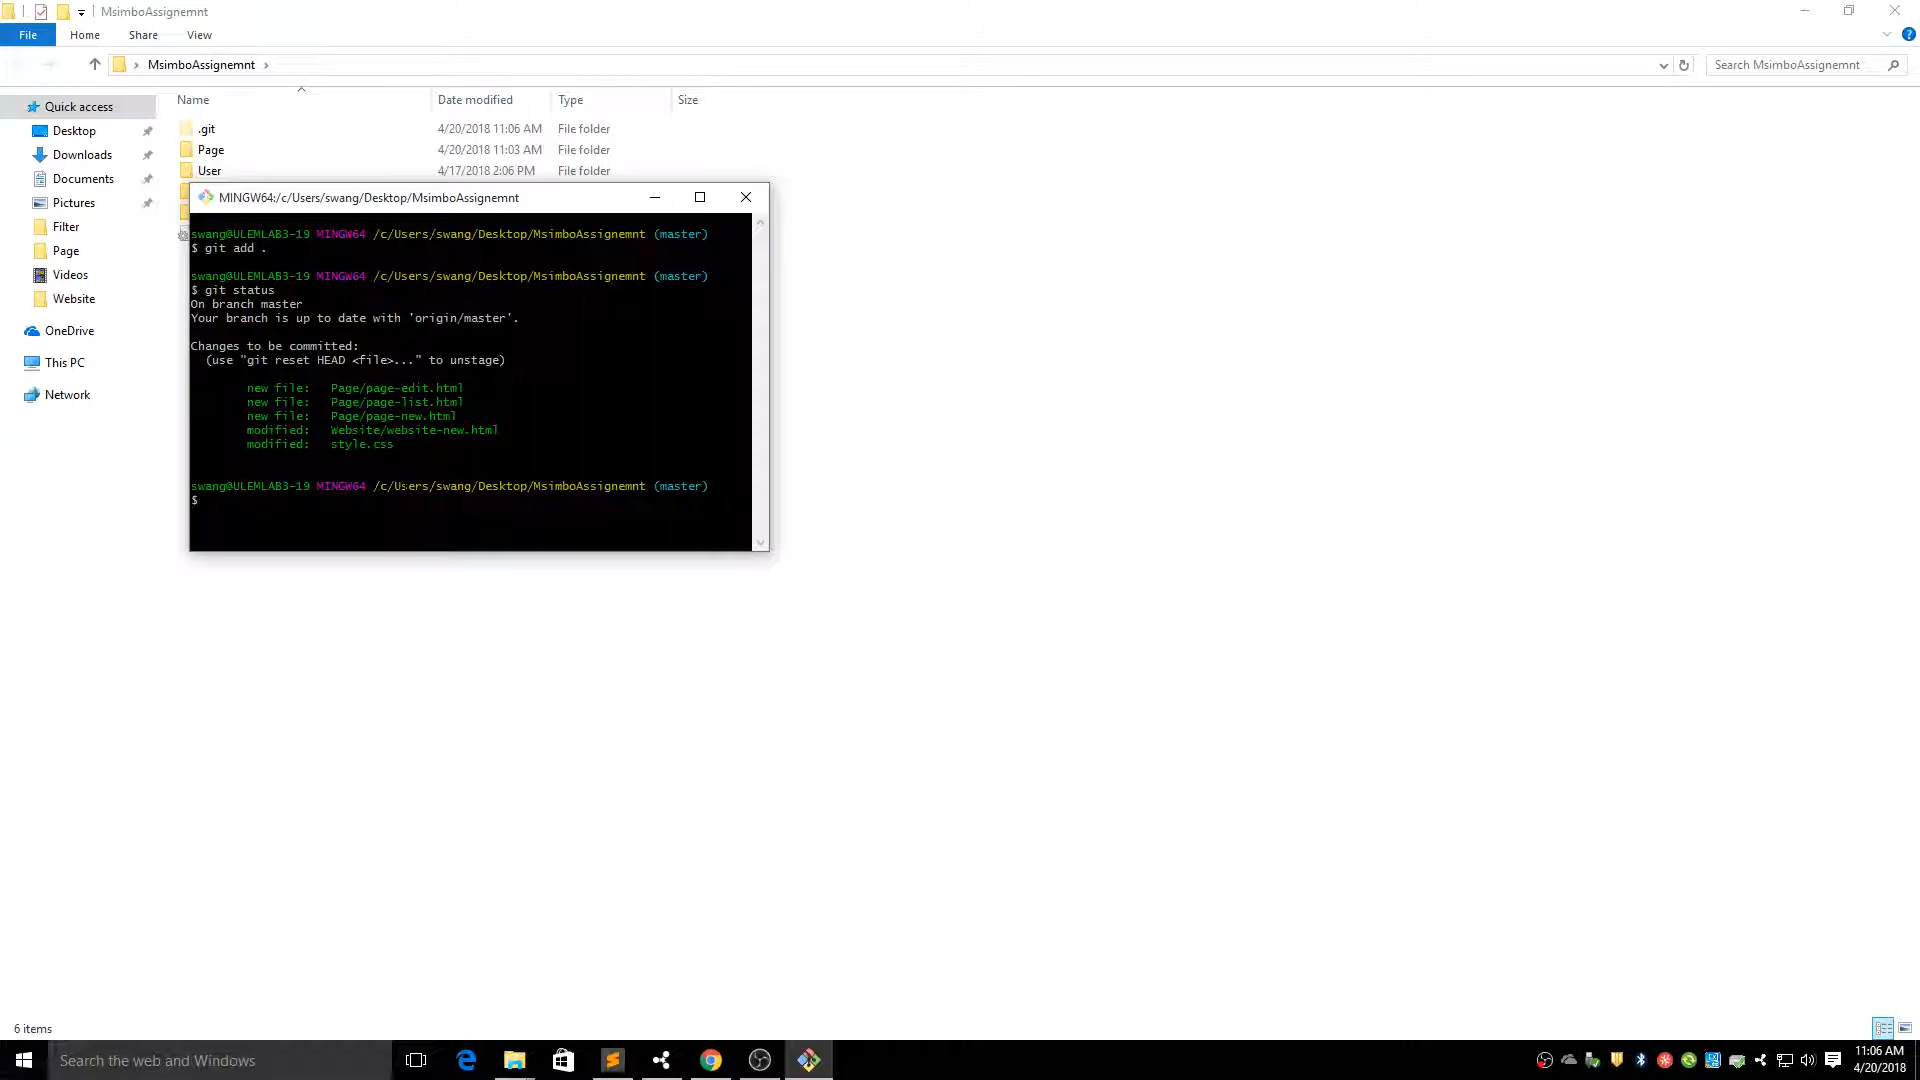 MsimboAssignemnt
File Home Share View
MsimboAssignemnt
Search MsimboAssignemnt
Name Date modified Type Size
Quick access
Desktop
Downloads
Documents
Pictures
Filter
Page
Videos
Website
OneDrive
This PC
Network
.git 4/20/2018 11:06 AM File folder
Page 4/20/2018 11:03 AM File folder
User 4/17/2018 2:06 PM File folder
MINGW64:/c/Users/swang/Desktop/MsimboAssignemnt
swang@ULEMLAB3-19 MINGW64 /c/Users/swang/Desktop/MsimboAssignemnt (master)
$ git add .
swang@ULEMLAB3-19 MINGW64 /c/Users/swang/Desktop/MsimboAssignemnt (master)
$ git status
On branch master
Your branch is up to date with 'origin/master'.
Changes to be committed:
(use "git reset HEAD <file>..." to unstage)
new file: Page/page-edit.html
new file: Page/page-list.html
new file: Page/page-new.html
modified: Website/website-new.html
modified: style.css
swang@ULEMLAB3-19 MINGW64 /c/Users/swang/Desktop/MsimboAssignemnt (master)
$
6 items
Search the web and Windows
11:06 AM
4/20/2018